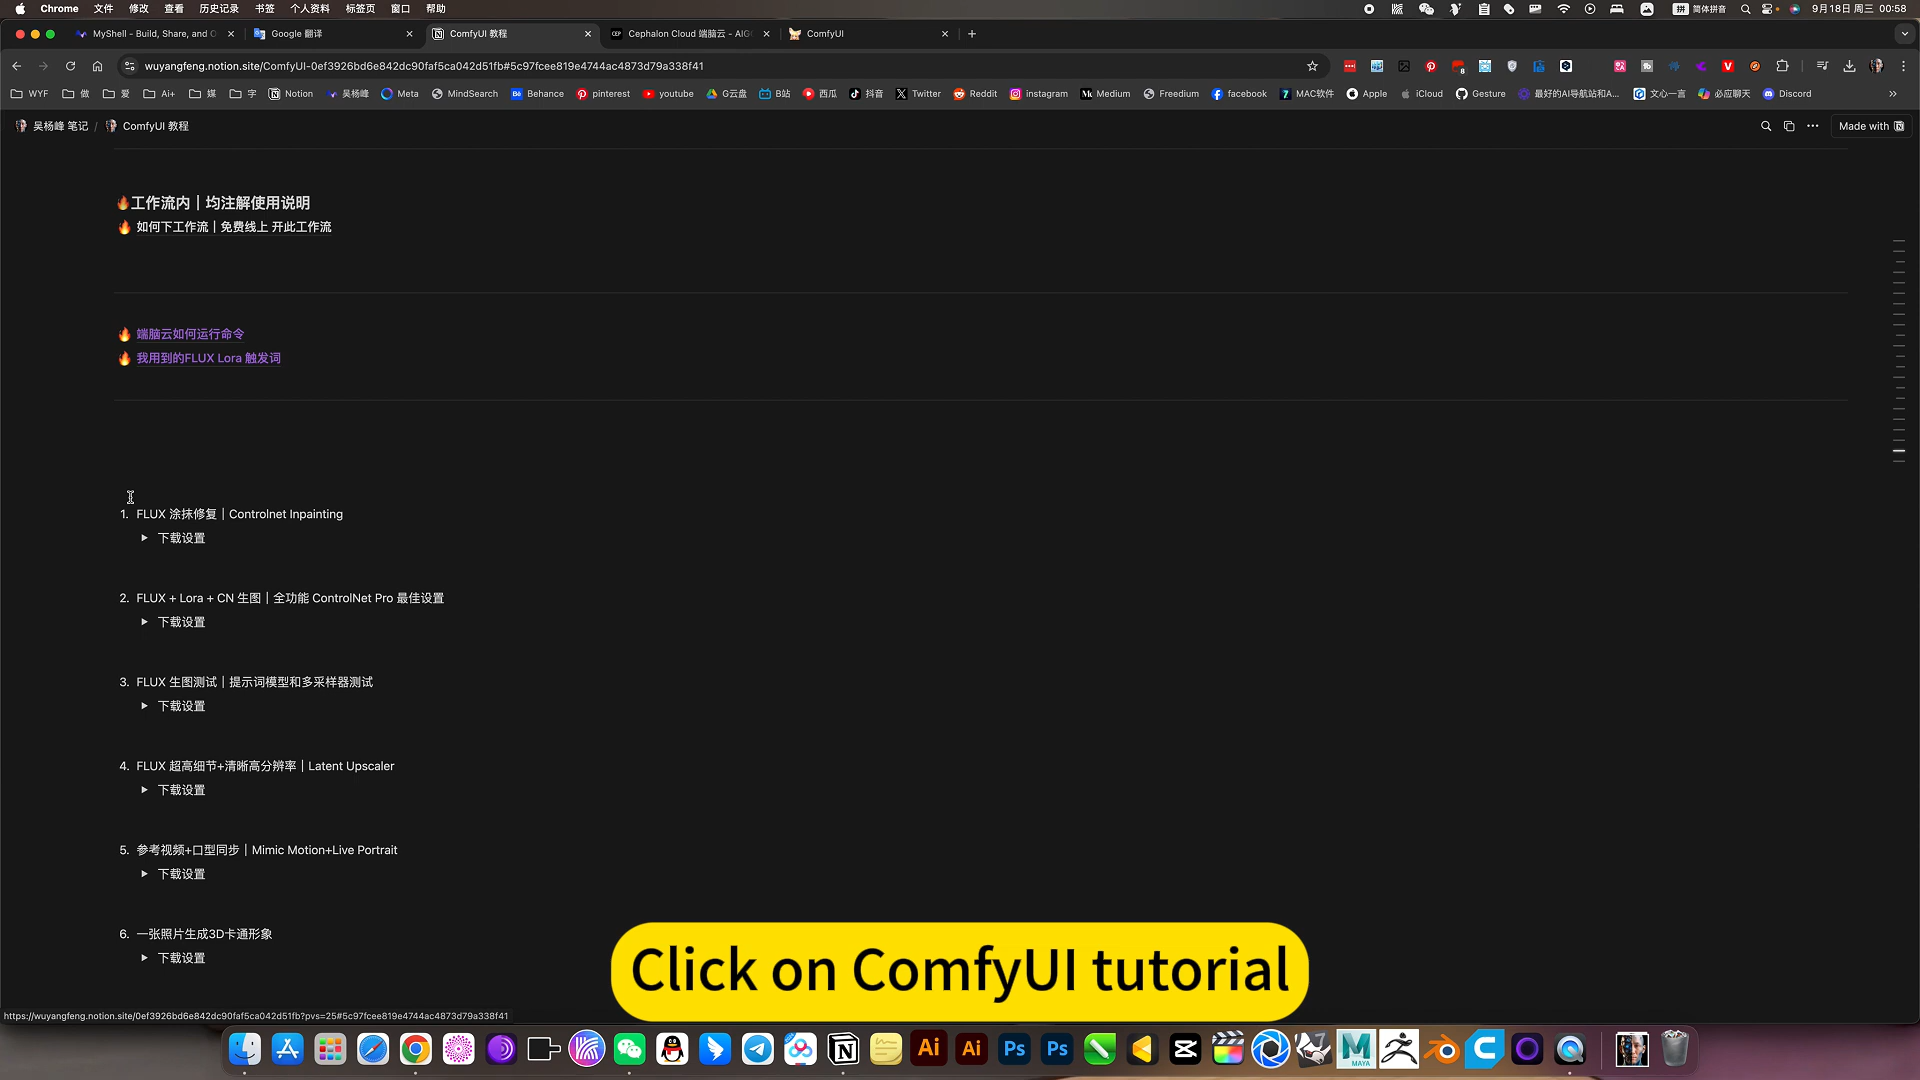 Chrome 文件 修改 查看 历史记录 书签 个人资料 标签页 窗口 帮助 拼 简体拼音 9月18日 周三 00:58
MyShell - Build, Share, and O Google 翻译 ComfyUI 教程 Cephalon Cloud 端脑云 - AIG ComfyUI
wuyangfeng.notion.site/ComfyUI-0ef3926bd6e842dc90faf5ca042d51fb#5c97fcee819e4744ac4873d79a338f41
WYF 做 爱 Ai+ 媒 字 Notion 吴杨峰 Meta MindSearch Behance pinterest youtube G云盘 B站 西瓜 抖音 Twitter Reddit instagram Medium Freedium facebook MAC软件 Apple iCloud Gesture 最好的AI导航站和A... 文心一言 必应聊天 Discord
吴杨峰 笔记 / ComfyUI 教程 Made with
🔥工作流内｜均注解使用说明
🔥 如何下工作流｜免费线上 开此工作流
🔥 端脑云如何运行命令
🔥 我用到的FLUX Lora 触发词
1. FLUX 涂抹修复｜Controlnet Inpainting
下载设置
2. FLUX + Lora + CN 生图｜全功能 ControlNet Pro 最佳设置
下载设置
3. FLUX 生图测试｜提示词模型和多采样器测试
下载设置
4. FLUX 超高细节+清晰高分辨率｜Latent Upscaler
下载设置
5. 参考视频+口型同步｜Mimic Motion+Live Portrait
下载设置
6. 一张照片生成3D卡通形象
下载设置
Click on ComfyUI tutorial
https://wuyangfeng.notion.site/0ef3926bd6e842dc90faf5ca042d51fb?pvs=25#5c97fcee819e4744ac4873d79a338f41
Ai Ai Ps Ps MAYA